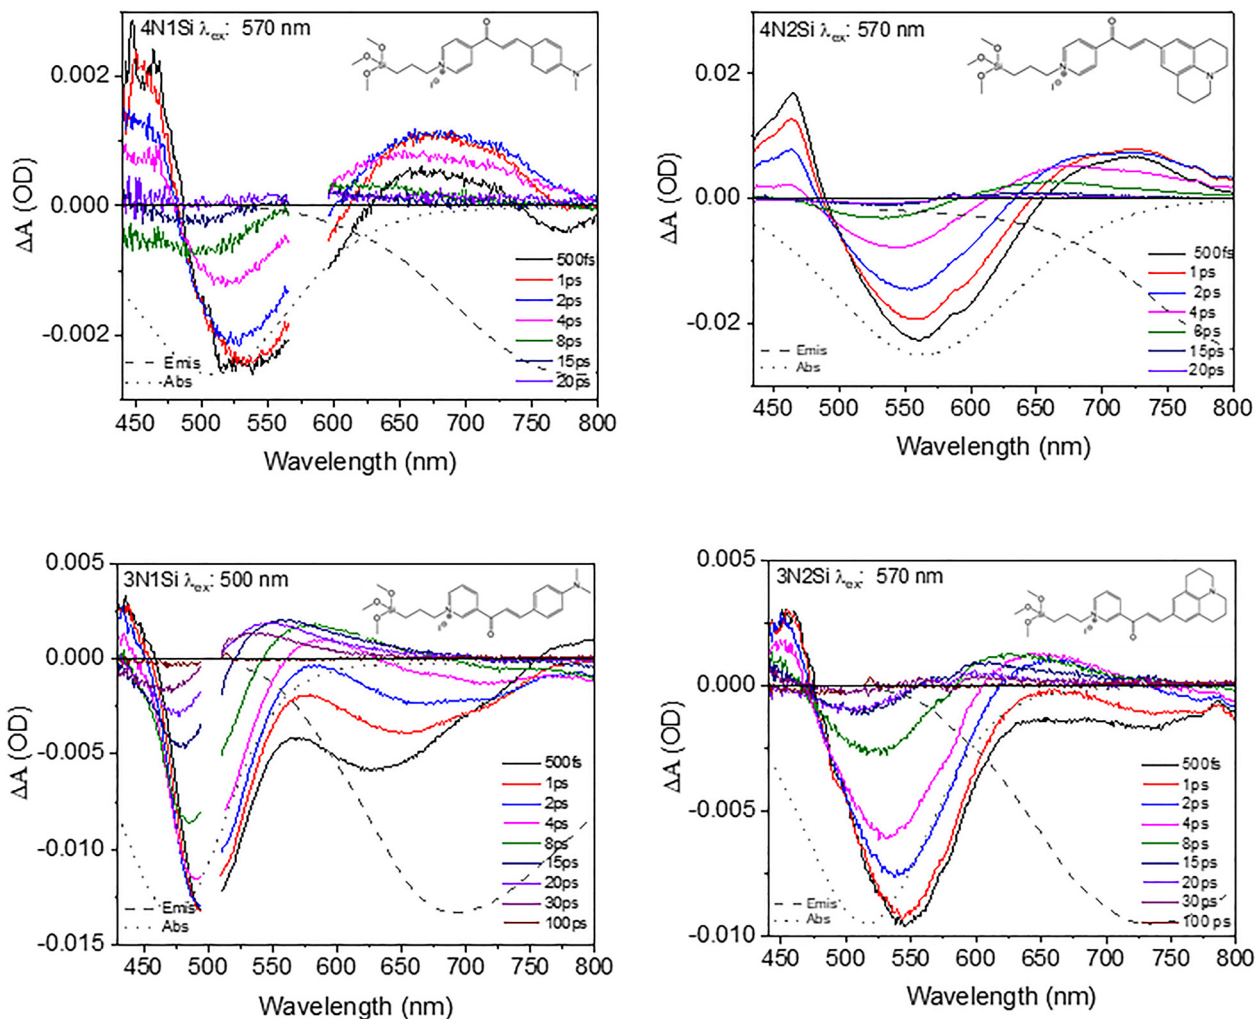 4N1Si λex: 570 nm
0.002
0.000
-0.002
ΔA (OD)
500fs
1ps
2ps
4ps
8ps
15ps
20ps
Emis
Abs
450 500 550 600 650 700 750 800
Wavelength (nm)
O
O
O
Si
O
N
+
I⊖
N
4N2Si λex: 570 nm
0.02
0.00
-0.02
ΔA (OD)
500fs
1ps
2ps
4ps
6ps
15ps
20ps
Emis
Abs
450 500 550 600 650 700 750 800
Wavelength (nm)
O
O
O
Si
O
N
+
I⊖
N
3N1Si λex: 500 nm
0.005
0.000
-0.005
-0.010
-0.015
ΔA (OD)
500fs
1ps
2ps
4ps
8ps
15ps
20ps
30ps
100ps
Emis
Abs
450 500 550 600 650 700 750 800
Wavelength (nm)
O
O
O
Si
O
N
+
I⊖
N
3N2Si λex: 570 nm
0.005
0.000
-0.005
-0.010
ΔA (OD)
500fs
1ps
2ps
4ps
8ps
15ps
20ps
30ps
100ps
Emis
Abs
450 500 550 600 650 700 750 800
Wavelength (nm)
O
O
O
Si
O
N
+
I⊖
N